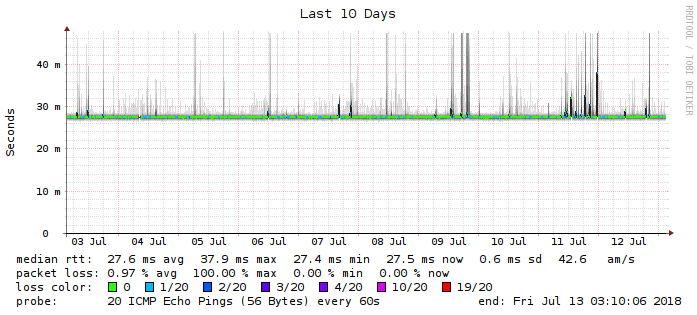 Last 10 Days
RRDTOOL / TOBI OETIKER
Seconds
40 m
30 m
20 m
10 m
0
03 Jul 04 Jul 05 Jul 06 Jul 07 Jul 08 Jul 09 Jul 10 Jul 11 Jul 12 Jul
median rtt: 27.6 ms avg 37.9 ms max 27.4 ms min 27.5 ms now 0.6 ms sd 42.6 am/s
packet loss: 0.97 % avg 100.00 % max 0.00 % min 0.00 % now
loss color: 0 1/20 2/20 3/20 4/20 10/20 19/20
probe: 20 ICMP Echo Pings (56 Bytes) every 60s end: Fri Jul 13 03:10:06 2018